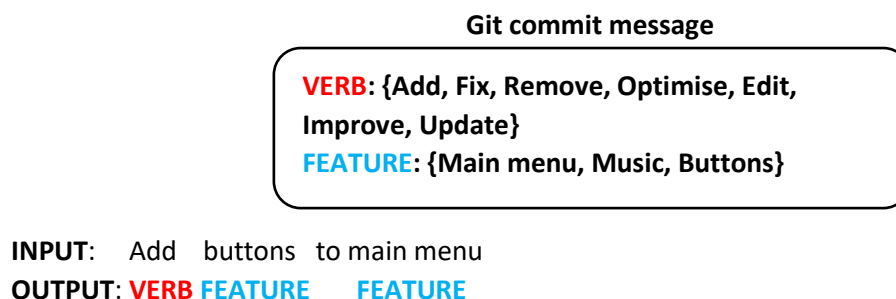 Git commit message
VERB: {Add, Fix, Remove, Optimise, Edit,
Improve, Update}
FEATURE: {Main menu, Music, Buttons}
INPUT: Add buttons to main menu
OUTPUT: VERB FEATURE FEATURE